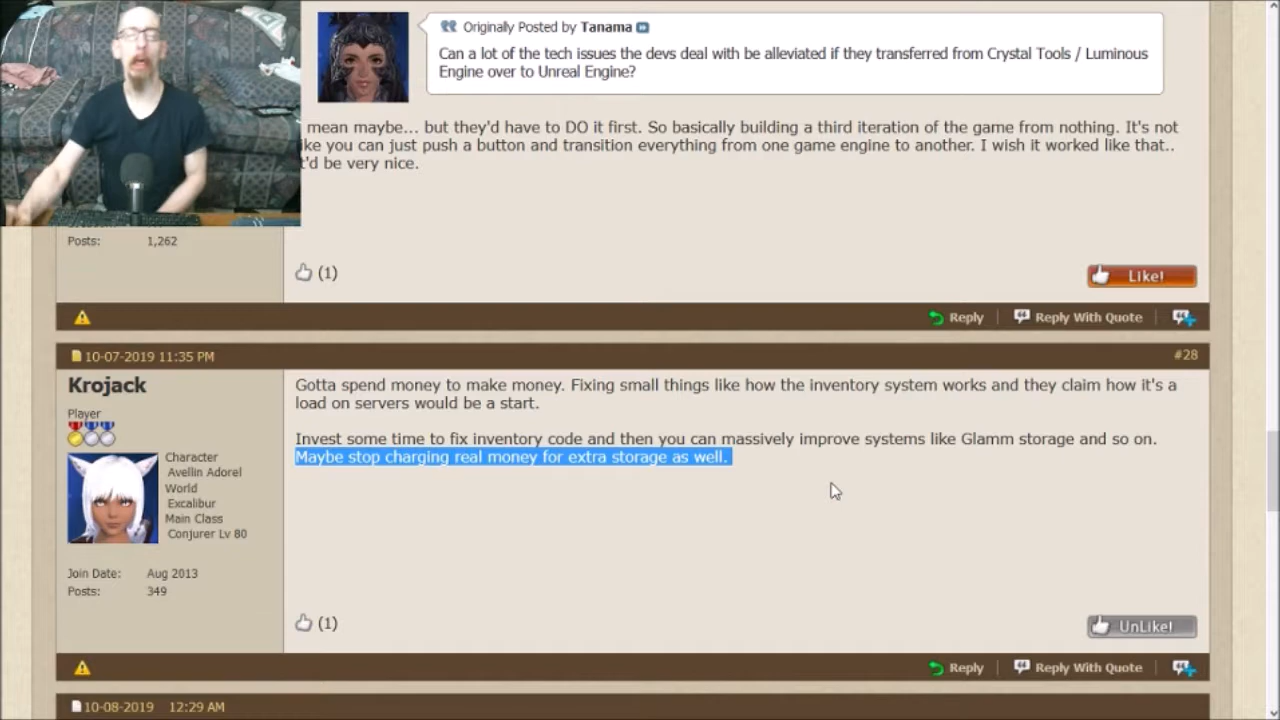 Originally Posted by Tanama
Can a lot of the tech issues the devs deal with be alleviated if they transferred from Crystal Tools / Luminous
Engine over to Unreal Engine?
mean maybe... but they'd have to DO it first. So basically building a third iteration of the game from nothing. It's not
ike you can just push a button and transition everything from one game engine to another. I wish it worked like that..
t'd be very nice.
Posts: 1,262
(1)
Like!
Reply
Reply With Quote
10-07-2019 11:35 PM
#28
Krojack
Player
Character
Avellin Adorel
World
Excalibur
Main Class
Conjurer Lv 80
Join Date: Aug 2013
Posts: 349
Gotta spend money to make money. Fixing small things like how the inventory system works and they claim how it's a
load on servers would be a start.
Invest some time to fix inventory code and then you can massively improve systems like Glamm storage and so on.
Maybe stop charging real money for extra storage as well.
(1)
UnLike!
Reply
Reply With Quote
10-08-2019 12:29 AM